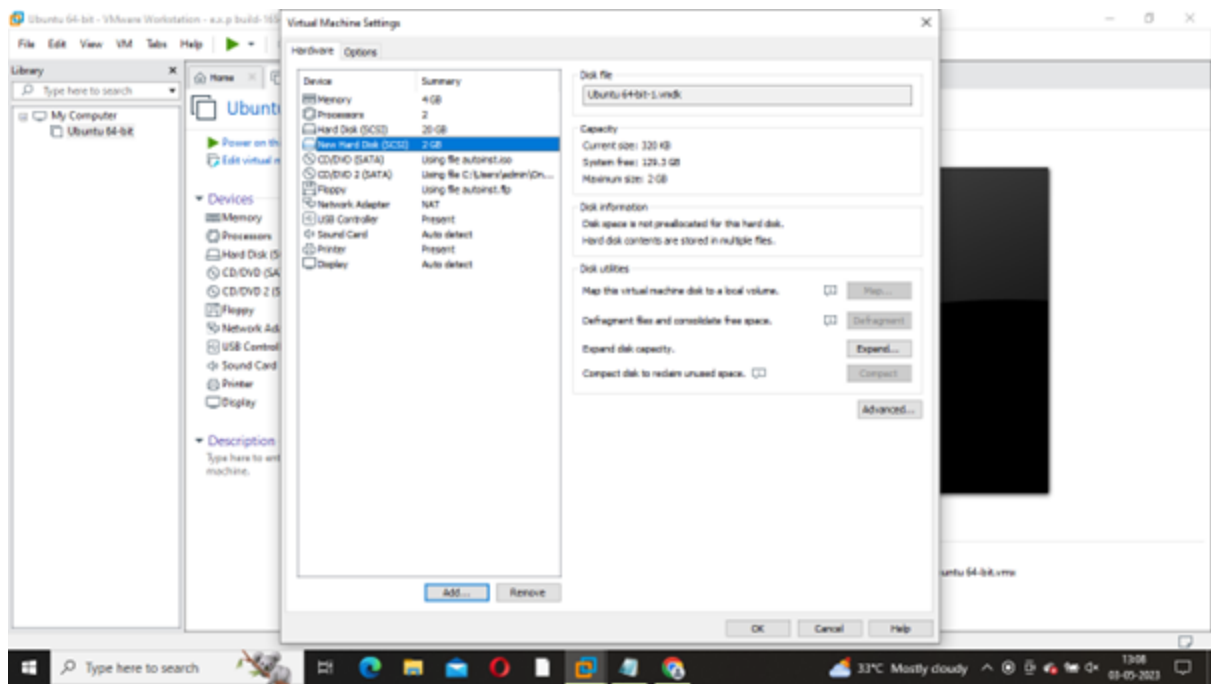 Ubuntu 64-bit - VMware Workstation - e.x.p build-165
File Edit View VM Tabs Help
Library
Type here to search
My Computer
Ubuntu 64-bit
Home
Ubuntu
Power on th
Edit virtual m
Devices
Memory
Processors
Hard Disk (S
CD/DVD (SA
CD/DVD 2 (S
Floppy
Network Ada
USB Control
Sound Card
Printer
Display
Description
Type here to ent
machine.
Virtual Machine Settings
Hardware Options
Device Summary
Memory 4 GB
Processors 2
Hard Disk (SCSI) 20 GB
New Hard Disk (SCSI) 2 GB
CD/DVD (SATA) Using file autoinst.iso
CD/DVD 2 (SATA) Using file C:\Users\admin\On...
Floppy Using file autoinst.flp
Network Adapter NAT
USB Controller Present
Sound Card Auto detect
Printer Present
Display Auto detect
Add... Remove
Disk file
Ubuntu 64-bit-1.vmdk
Capacity
Current size: 320 KB
System free: 129.3 GB
Maximum size: 2 GB
Disk information
Disk space is not preallocated for this hard disk.
Hard disk contents are stored in multiple files.
Disk utilities
Map this virtual machine disk to a local volume. Map...
Defragment files and consolidate free space. Defragment
Expand disk capacity. Expand...
Compact disk to reclaim unused space. Compact
Advanced...
OK Cancel Help
untu 64-bit.vmx
Type here to search
33°C Mostly cloudy
13:08
03-05-2023